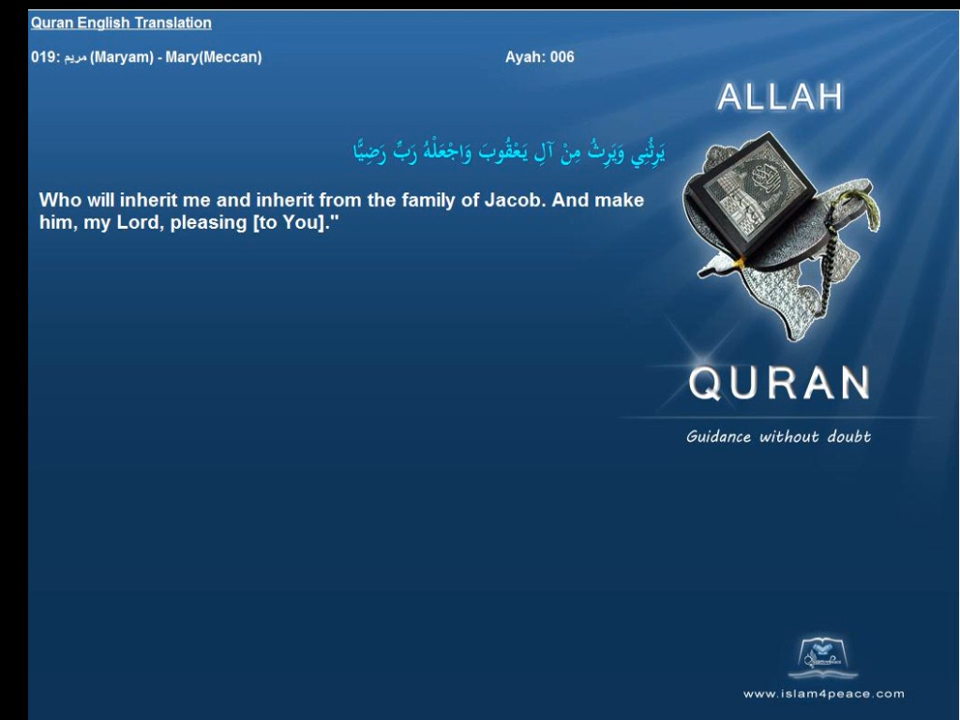 Quran English Translation
019: مريم (Maryam) - Mary(Meccan)
Ayah: 006
ALLAH
يَرِثُنِي وَيَرِثُ مِنْ آلِ يَعْقُوبَ وَاجْعَلْهُ رَبِّ رَضِيًّا
Who will inherit me and inherit from the family of Jacob. And make
him, my Lord, pleasing [to You]."
QURAN
Guidance without doubt
www.islam4peace.com